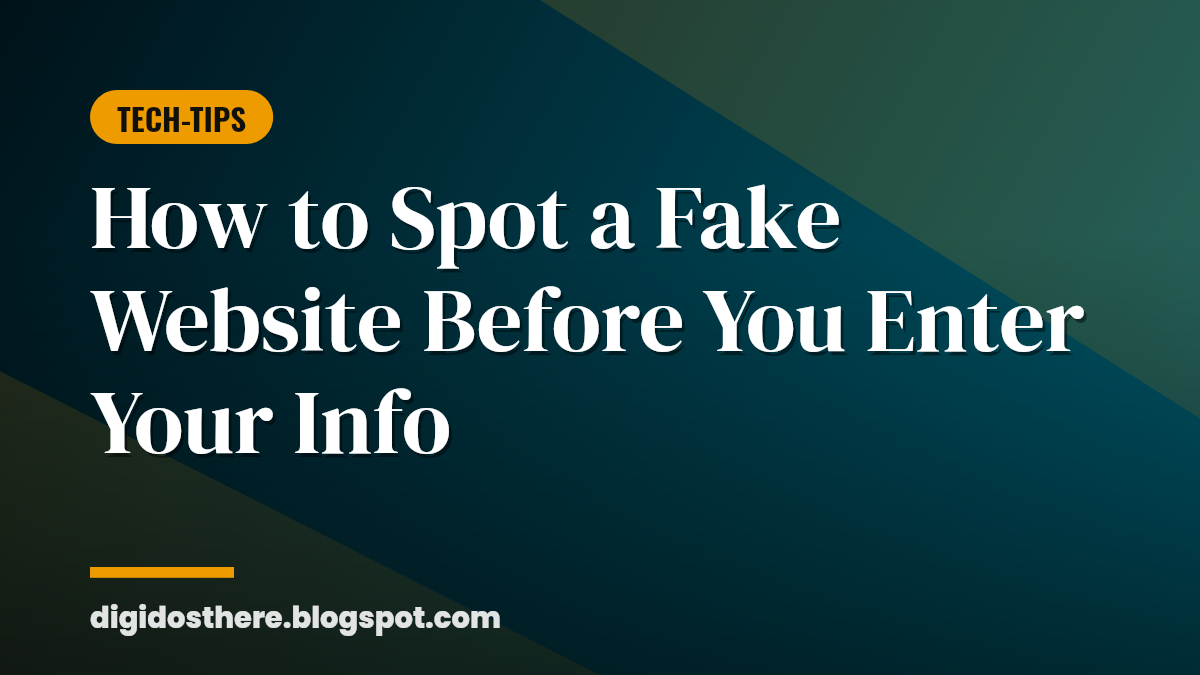 TECH-TIPS
How to Spot a Fake
Website Before You Enter
Your Info
digidosthere.blogspot.com